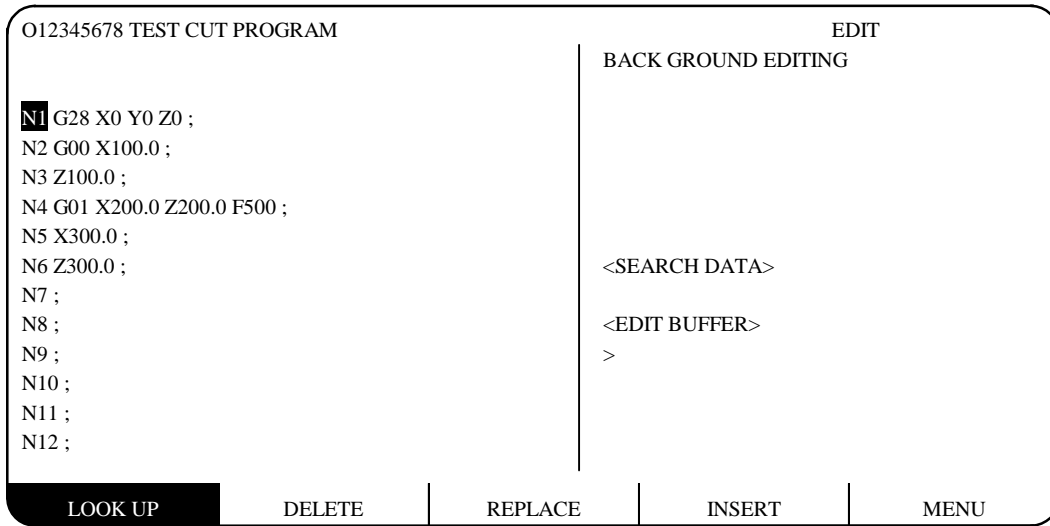 O12345678 TEST CUT PROGRAM EDIT
BACK GROUND EDITING
N1 G28 X0 Y0 Z0 ;
N2 G00 X100.0 ;
N3 Z100.0 ;
N4 G01 X200.0 Z200.0 F500 ;
N5 X300.0 ;
N6 Z300.0 ;
N7 ;
N8 ;
N9 ;
N10 ;
N11 ;
N12 ;
<SEARCH DATA>
<EDIT BUFFER>
>
LOOK UP DELETE REPLACE INSERT MENU